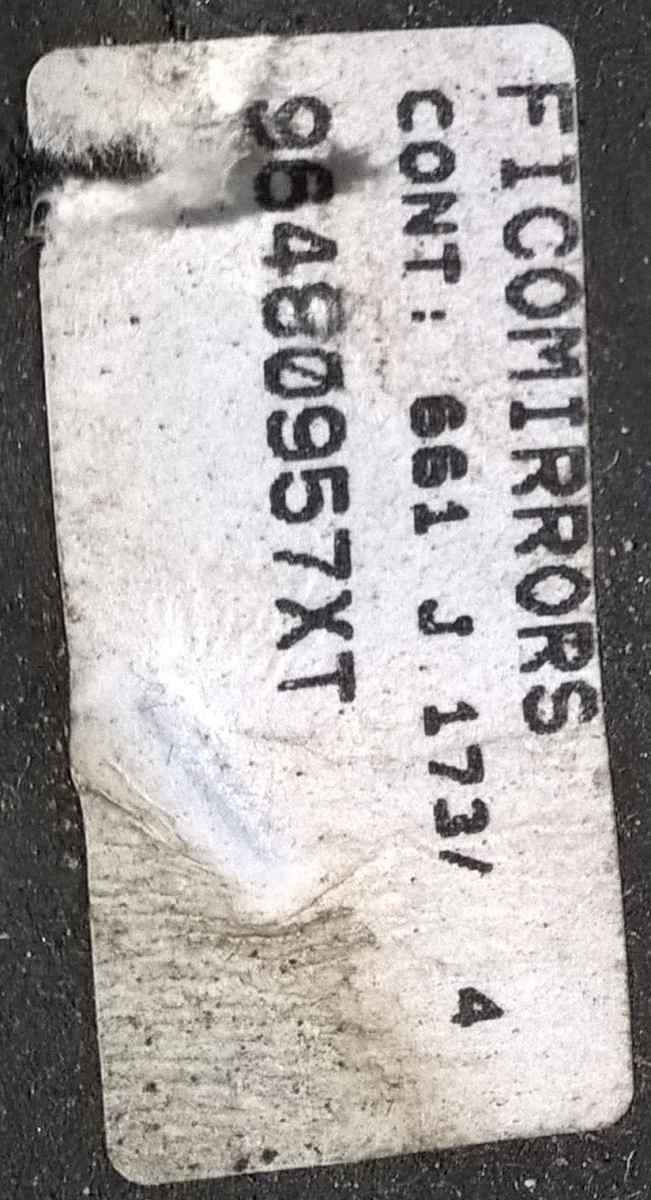 FICOMIRRORS
CONT: 661 J 173/ 4
96480957XT